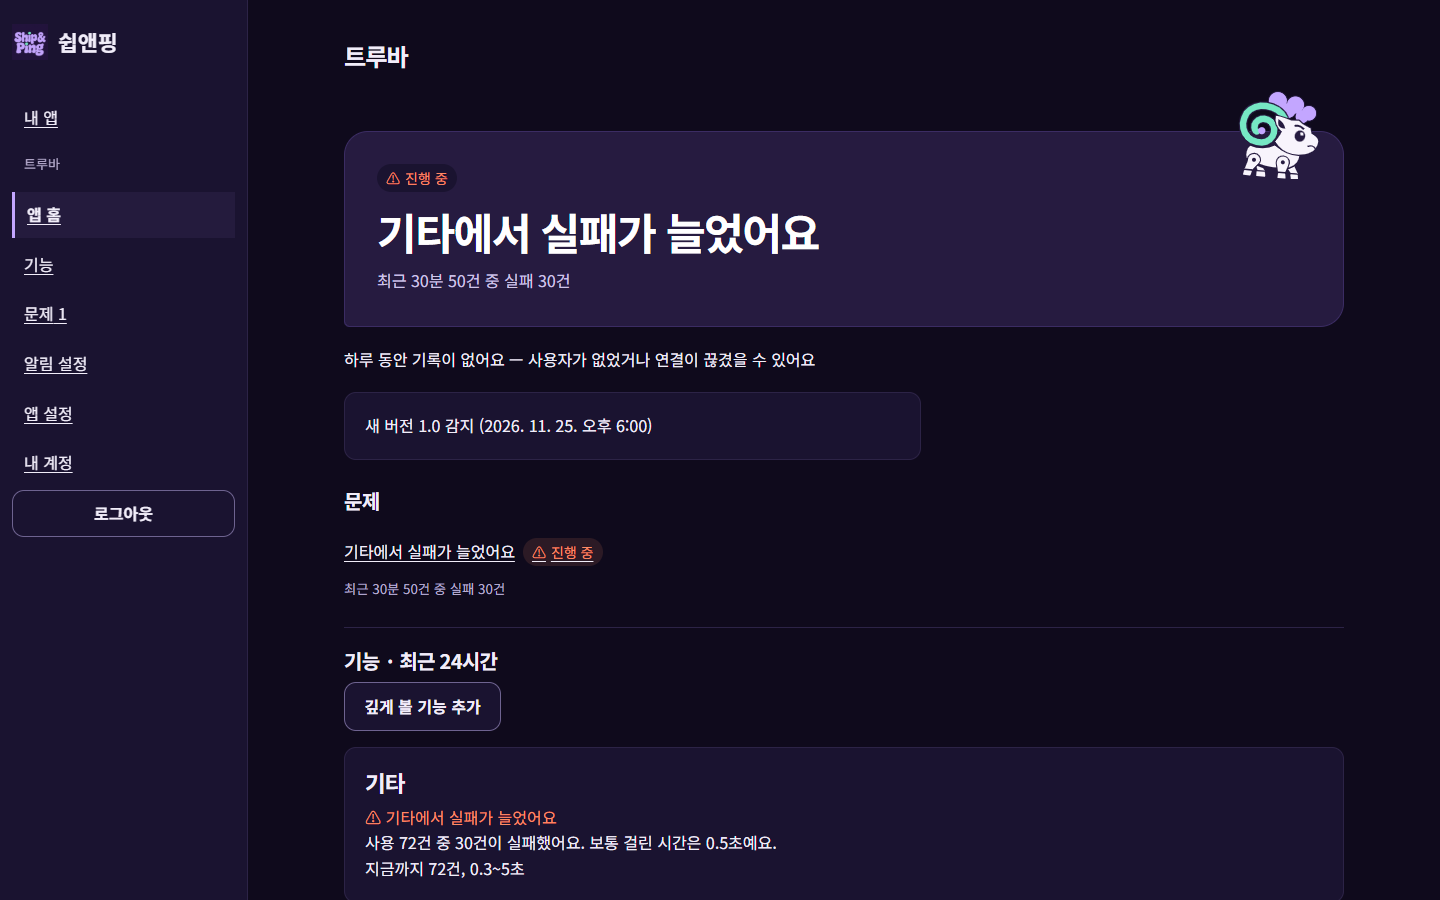 Ship&
Ping
쉽앤핑
내 앱
트루바
앱 홈
기능
문제 1
알림 설정
앱 설정
내 계정
로그아웃
트루바
진행 중
기타에서 실패가 늘었어요
최근 30분 50건 중 실패 30건
하루 동안 기록이 없어요 — 사용자가 없었거나 연결이 끊겼을 수 있어요
새 버전 1.0 감지 (2026. 11. 25. 오후 6:00)
문제
기타에서 실패가 늘었어요 진행 중
최근 30분 50건 중 실패 30건
기능 · 최근 24시간
깊게 볼 기능 추가
기타
기타에서 실패가 늘었어요
사용 72건 중 30건이 실패했어요. 보통 걸린 시간은 0.5초예요.
지금까지 72건, 0.3~5초